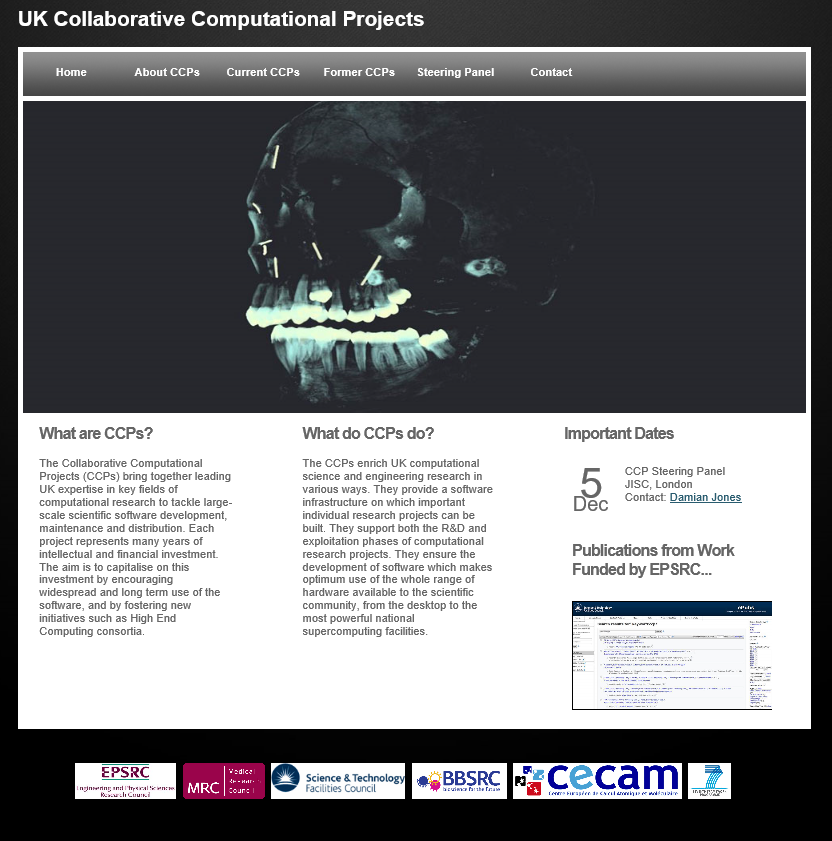 UK Collaborative Computational Projects
Home About CCPs Current CCPs Former CCPs Steering Panel Contact
What are CCPs?
The Collaborative Computational
Projects (CCPs) bring together leading
UK expertise in key fields of
computational research to tackle large-
scale scientific software development,
maintenance and distribution. Each
project represents many years of
intellectual and financial investment.
The aim is to capitalise on this
investment by encouraging
widespread and long term use of the
software, and by fostering new
initiatives such as High End
Computing consortia.
What do CCPs do?
The CCPs enrich UK computational
science and engineering research in
various ways. They provide a software
infrastructure on which important
individual research projects can be
built. They support both the R&D and
exploitation phases of computational
research projects. They ensure the
development of software which makes
optimum use of the whole range of
hardware available to the scientific
community, from the desktop to the
most powerful national
supercomputing facilities.
Important Dates
5
Dec
CCP Steering Panel
JISC, London
Contact: Damian Jones
Publications from Work
Funded by EPSRC...
ePubs
EPSRC
Engineering and Physical Sciences
Research Council
MRC
Medical
Research
Council
Science & Technology
Facilities Council
BBSRC
bioscience for the future
cecam
Centre Européen de Calcul Atomique et Moléculaire